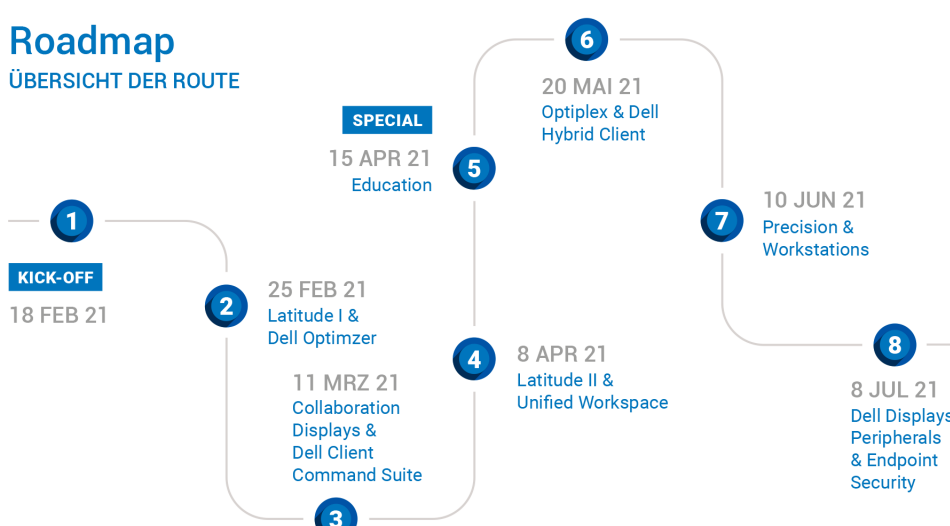 Roadmap
ÜBERSICHT DER ROUTE
1
KICK-OFF
18 FEB 21
2
25 FEB 21
Latitude I &
Dell Optimzer
3
11 MRZ 21
Collaboration
Displays &
Dell Client
Command Suite
4
8 APR 21
Latitude II &
Unified Workspace
5
SPECIAL
15 APR 21
Education
6
20 MAI 21
Optiplex & Dell
Hybrid Client
7
10 JUN 21
Precision &
Workstations
8
8 JUL 21
Dell Displays
Peripherals
& Endpoint
Security